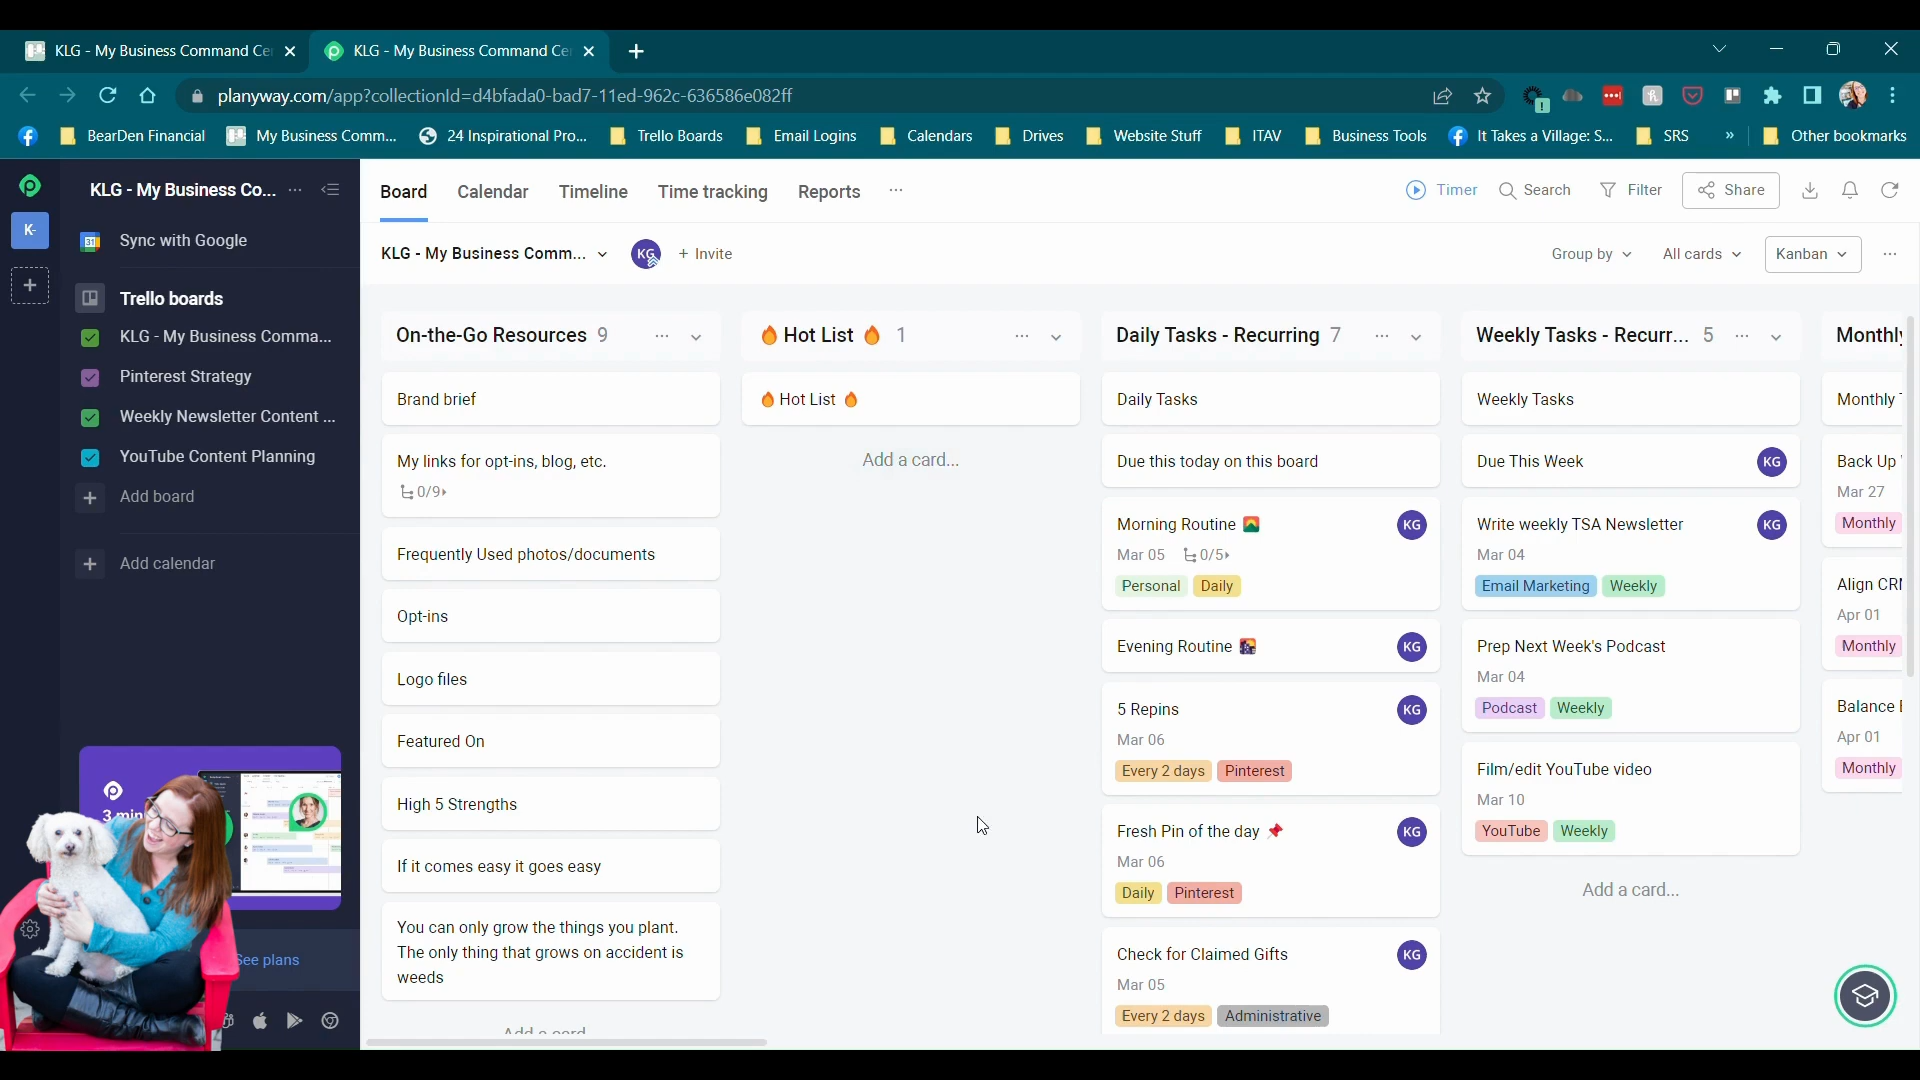 KLG - My Business Command Ce
KLG - My Business Command Ce
planyway.com/app?collectionId=d4bfada0-bad7-11ed-962c-636586e082ff
BearDen Financial
My Business Comm...
24 Inspirational Pro...
Trello Boards
Email Logins
Calendars
Drives
Website Stuff
ITAV
Business Tools
It Takes a Village: S...
SRS
»
Other bookmarks
KLG - My Business Co...
K-
Sync with Google
Trello boards
KLG - My Business Comma...
Pinterest Strategy
Weekly Newsletter Content ...
YouTube Content Planning
Add board
Add calendar
3 min
See plans
Board
Calendar
Timeline
Time tracking
Reports
Timer
Search
Filter
Share
KLG - My Business Comm...
KG
+ Invite
Group by
All cards
Kanban
On-the-Go Resources 9
Brand brief
My links for opt-ins, blog, etc.
0/9
Frequently Used photos/documents
Opt-ins
Logo files
Featured On
High 5 Strengths
If it comes easy it goes easy
You can only grow the things you plant.
The only thing that grows on accident is
weeds
Add a card
🔥 Hot List 🔥 1
🔥 Hot List 🔥
Add a card...
Daily Tasks - Recurring 7
Daily Tasks
Due this today on this board
Morning Routine
KG
Mar 05 0/5
Personal Daily
Evening Routine
KG
5 Repins
KG
Mar 06
Every 2 days Pinterest
Fresh Pin of the day 📌
KG
Mar 06
Daily Pinterest
Check for Claimed Gifts
KG
Mar 05
Every 2 days Administrative
Weekly Tasks - Recurr... 5
Weekly Tasks
Due This Week
KG
Write weekly TSA Newsletter
KG
Mar 04
Email Marketing Weekly
Prep Next Week's Podcast
Mar 04
Podcast Weekly
Film/edit YouTube video
Mar 10
YouTube Weekly
Add a card...
Monthly
Monthly
Back Up
Mar 27
Monthly
Align CRM
Apr 01
Monthly
Balance
Apr 01
Monthly